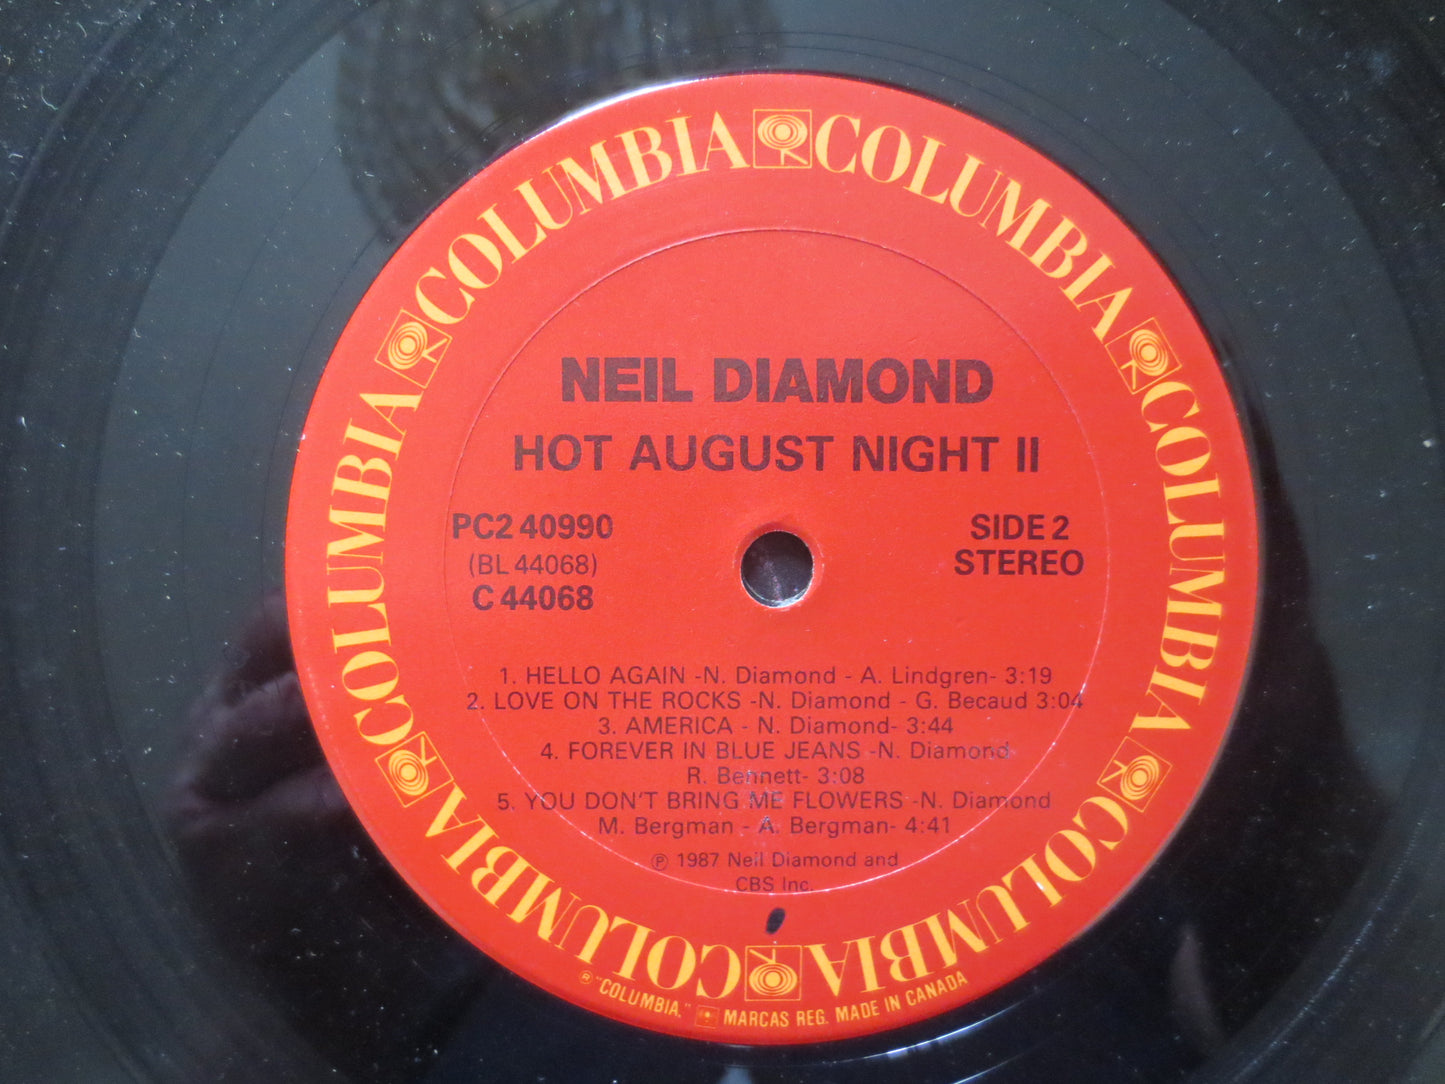 COLUMBIA COLUMBIA COLUMBIA COLUMBIA COLUMBIA COLUMBIA COLUMBIA
NEIL DIAMOND
HOT AUGUST NIGHT II
PC2 40990
(BL 44068)
C 44068
SIDE 2
STEREO
1. HELLO AGAIN -N. Diamond - A. Lindgren- 3:19
2. LOVE ON THE ROCKS -N. Diamond - G. Becaud 3:04
3. AMERICA - N. Diamond- 3:44
4. FOREVER IN BLUE JEANS -N. Diamond
R. Bennett- 3:08
5. YOU DON'T BRING ME FLOWERS -N. Diamond
M. Bergman - A. Bergman- 4:41
℗ 1987 Neil Diamond and
CBS Inc.
® "COLUMBIA," MARCAS REG. MADE IN CANADA